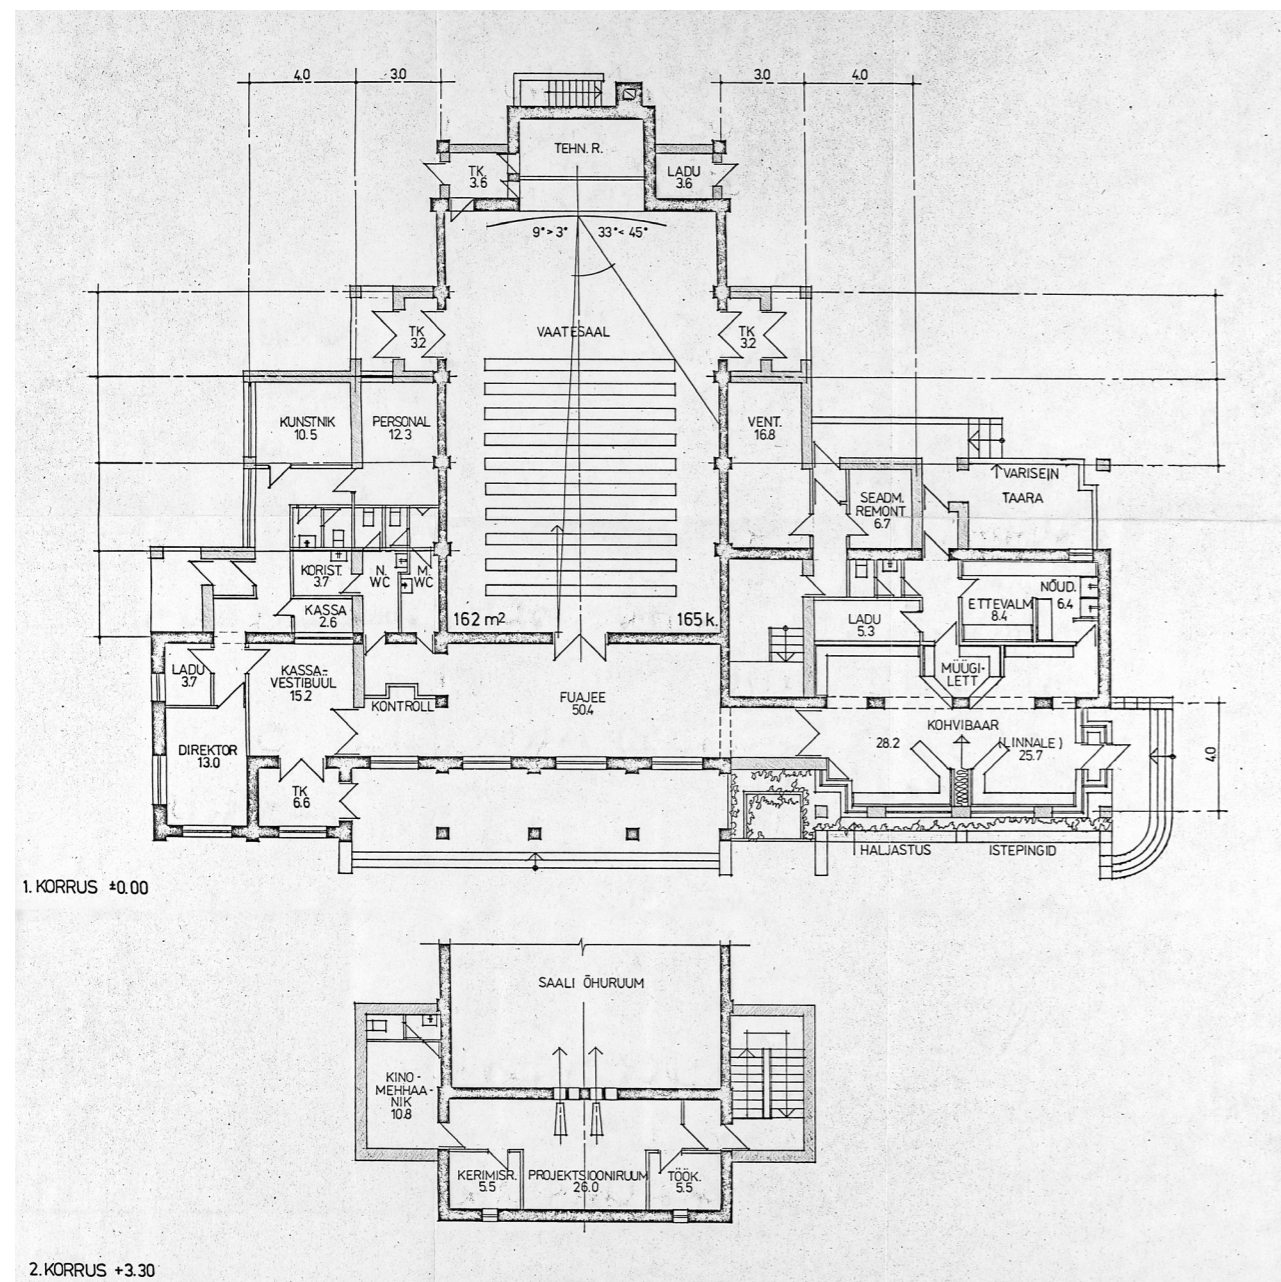 4.0
3.0
3.0
4.0
TEHN. R.
TK.
3.6
LADU
3.6
9°>3°
33°<45°
TK
3.2
VAATESAAL
TK
3.2
KUNSTNIK
10.5
PERSONAL
12.3
VENT.
16.8
VARISEIN
TAARA
SEADM.
REMONT
6.7
KORIST.
3.7
N.
WC
M.
WC
KASSA
2.6
162 m²
165 k.
NÕUD.
6.4
ETTEVALM.
8.4
LADU
5.3
LADU
3.7
KASSA-
VESTIBÜÜL
15.2
KONTROLL
FUAJEE
50.4
MÜÜGI-
LETT
KOHVIBAAR
28.2
(LINNALE)
25.7
4.0
DIREKTOR
13.0
TK
6.6
HALJASTUS
ISTEPINGID
1. KORRUS ±0.00
SAALI ÕHURUUM
KINO-
MEHHAA-
NIK
10.8
KERIMISR.
5.5
PROJEKTSIOONIRUUM
26.0
TÖÖK.
5.5
2. KORRUS +3.30